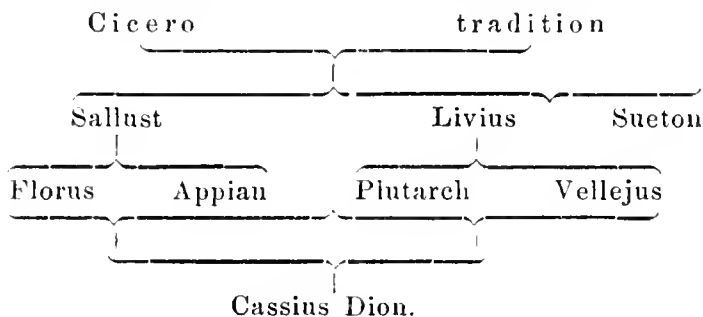 Cicero tradition
Sallust Livius Sueton
Florus Appian Plutarch Vellejus
Cassius Dion.